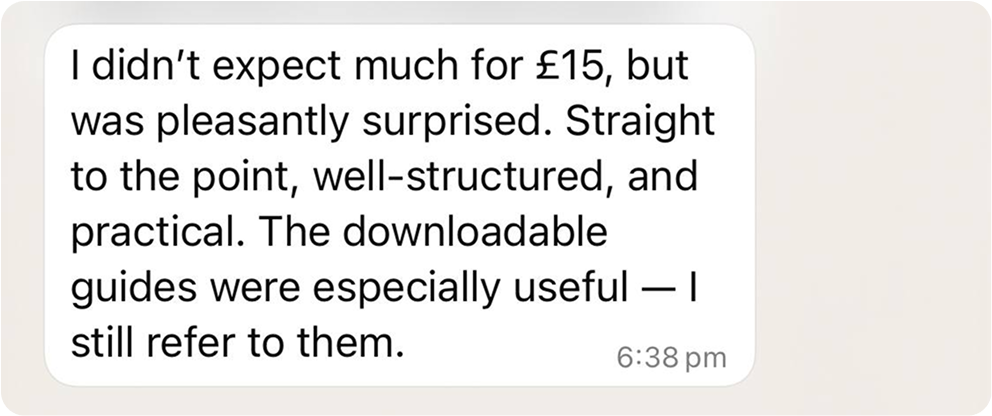 I didn’t expect much for £15, but
was pleasantly surprised. Straight
to the point, well-structured, and
practical. The downloadable
guides were especially useful — I
still refer to them.
6:38 pm